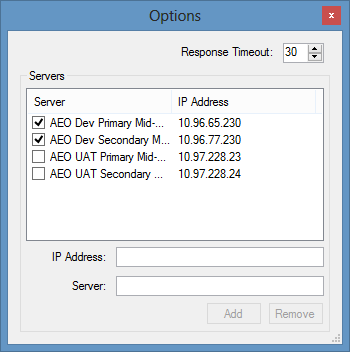 Options
x
Response Timeout: 30
Servers
Server IP Address
AEO Dev Primary Mid-... 10.96.65.230
AEO Dev Secondary M... 10.96.77.230
AEO UAT Primary Mid-... 10.97.228.23
AEO UAT Secondary ... 10.97.228.24
IP Address:
Server:
Add Remove